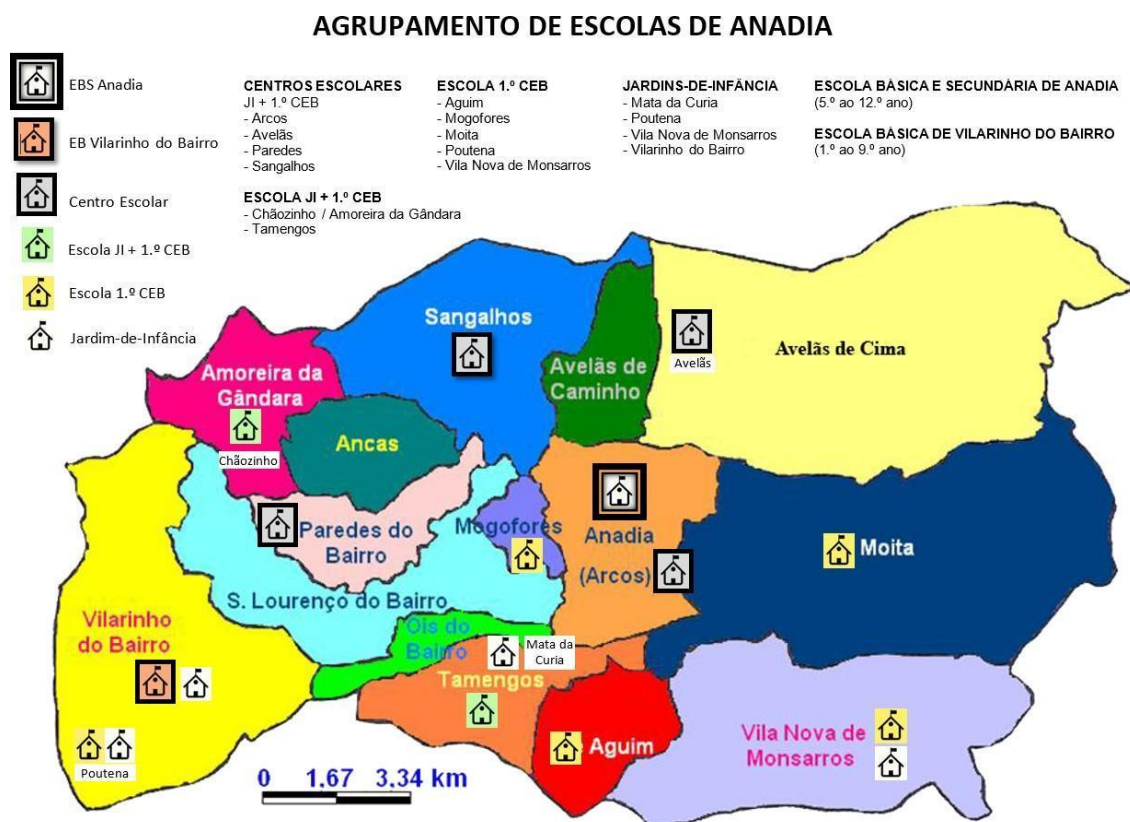 AGRUPAMENTO DE ESCOLAS DE ANADIA
EBS Anadia
EB Vilarinho do Bairro
Centro Escolar
Escola JI + 1.º CEB
Escola 1.º CEB
Jardim-de-Infância
CENTROS ESCOLARES
JI + 1.º CEB
- Arcos
- Avelãs
- Paredes
- Sangalhos
ESCOLA JI + 1.º CEB
- Chãozinho / Amoreira da Gândara
- Tamengos
ESCOLA 1.º CEB
- Aguim
- Mogofores
- Moita
- Poutena
- Vila Nova de Monsarros
JARDINS-DE-INFÂNCIA
- Mata da Curia
- Poutena
- Vila Nova de Monsarros
- Vilarinho do Bairro
ESCOLA BÁSICA E SECUNDÁRIA DE ANADIA
(5.º ao 12.º ano)
ESCOLA BÁSICA DE VILARINHO DO BAIRRO
(1.º ao 9.º ano)
Sangalhos
Avelãs
Avelãs de Cima
Avelãs de
Caminho
Amoreira da
Gândara
Chãozinho
Ancas
Paredes do
Bairro
Mogofores
Anadia
(Arcos)
Moita
S. Lourenço do Bairro
Vilarinho
do Bairro
Óis do
Bairro
Mata da
Curia
Tamengos
Aguim
Vila Nova de
Monsarros
Poutena
0 1,67 3,34 km